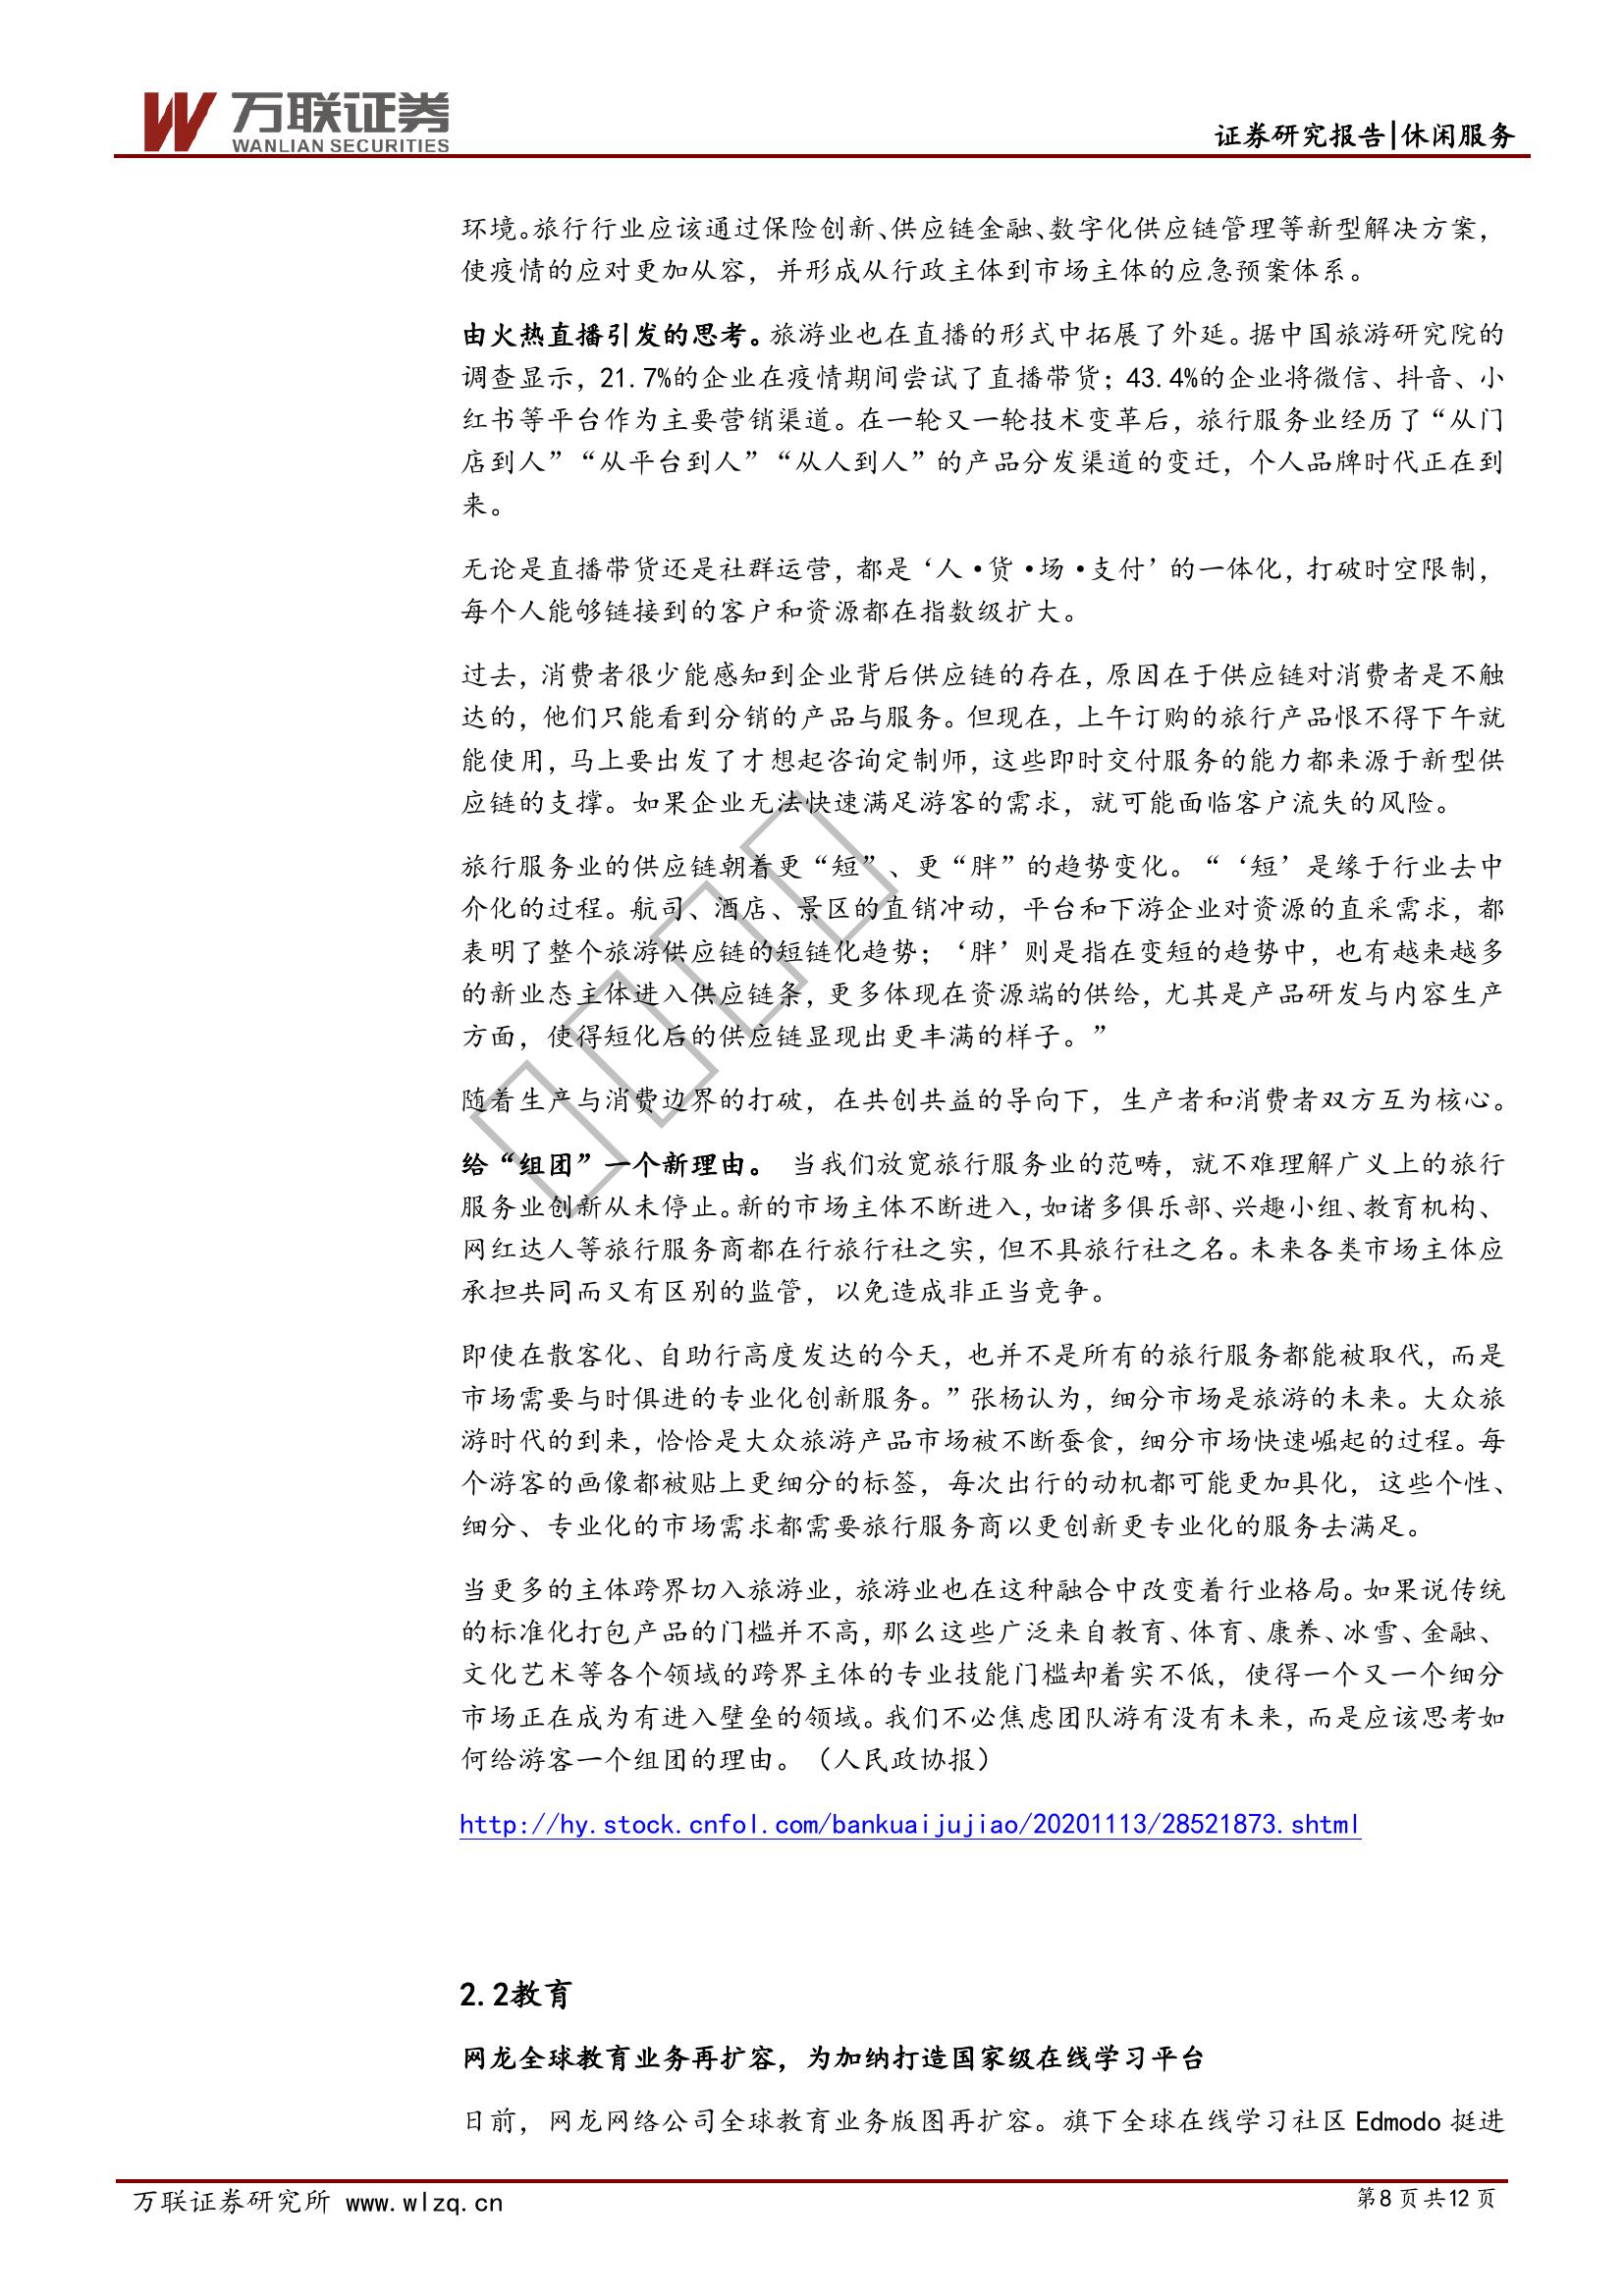 万联证券
WANLIAN SECURITIES
证券研究报告|休闲服务
环境。旅行行业应该通过保险创新、供应链金融、数字化供应链管理等新型解决方案，
使疫情的应对更加从容，并形成从行政主体到市场主体的应急预案体系。
由火热直播引发的思考。旅游业也在直播的形式中拓展了外延。据中国旅游研究院的
调查显示，21.7%的企业在疫情期间尝试了直播带货；43.4%的企业将微信、抖音、小
红书等平台作为主要营销渠道。在一轮又一轮技术变革后，旅行服务业经历了“从门
店到人”“从平台到人”“从人到人”的产品分发渠道的变迁，个人品牌时代正在到
来。
无论是直播带货还是社群运营，都是‘人·货·场·支付’的一体化，打破时空限制，
每个人能够链接到的客户和资源都在指数级扩大。
过去，消费者很少能感知到企业背后供应链的存在，原因在于供应链对消费者是不触
达的，他们只能看到分销的产品与服务。但现在，上午订购的旅行产品恨不得下午就
能使用，马上要出发了才想起咨询定制师，这些即时交付服务的能力都来源于新型供
应链的支撑。如果企业无法快速满足游客的需求，就可能面临客户流失的风险。
旅行服务业的供应链朝着更“短”、更“胖”的趋势变化。“‘短’是缘于行业去中
介化的过程。航司、酒店、景区的直销冲动，平台和下游企业对资源的直采需求，都
表明了整个旅游供应链的短链化趋势；‘胖’则是指在变短的趋势中，也有越来越多
的新业态主体进入供应链条，更多体现在资源端的供给，尤其是产品研发与内容生产
方面，使得短化后的供应链显现出更丰满的样子。”
随着生产与消费边界的打破，在共创共益的导向下，生产者和消费者双方互为核心。
给“组团”一个新理由。 当我们放宽旅行服务业的范畴，就不难理解广义上的旅行
服务业创新从未停止。新的市场主体不断进入，如诸多俱乐部、兴趣小组、教育机构、
网红达人等旅行服务商都在行旅行社之实，但不具旅行社之名。未来各类市场主体应
承担共同而又有区别的监管，以免造成非正当竞争。
即使在散客化、自助行高度发达的今天，也并不是所有的旅行服务都能被取代，而是
市场需要与时俱进的专业化创新服务。”张杨认为，细分市场是旅游的未来。大众旅
游时代的到来，恰恰是大众旅游产品市场被不断蚕食，细分市场快速崛起的过程。每
个游客的画像都被贴上更细分的标签，每次出行的动机都可能更加具化，这些个性、
细分、专业化的市场需求都需要旅行服务商以更创新更专业化的服务去满足。
当更多的主体跨界切入旅游业，旅游业也在这种融合中改变着行业格局。如果说传统
的标准化打包产品的门槛并不高，那么这些广泛来自教育、体育、康养、冰雪、金融、
文化艺术等各个领域的跨界主体的专业技能门槛却着实不低，使得一个又一个细分
市场正在成为有进入壁垒的领域。我们不必焦虑团队游有没有未来，而是应该思考如
何给游客一个组团的理由。（人民政协报）
http://hy.stock.cnfol.com/bankuaijujiao/20201113/28521873.shtml
2.2教育
网龙全球教育业务再扩容，为加纳打造国家级在线学习平台
日前，网龙网络公司全球教育业务版图再扩容。旗下全球在线学习社区 Edmodo 挺进
万联证券研究所 www.wlzq.cn
第8页共12页